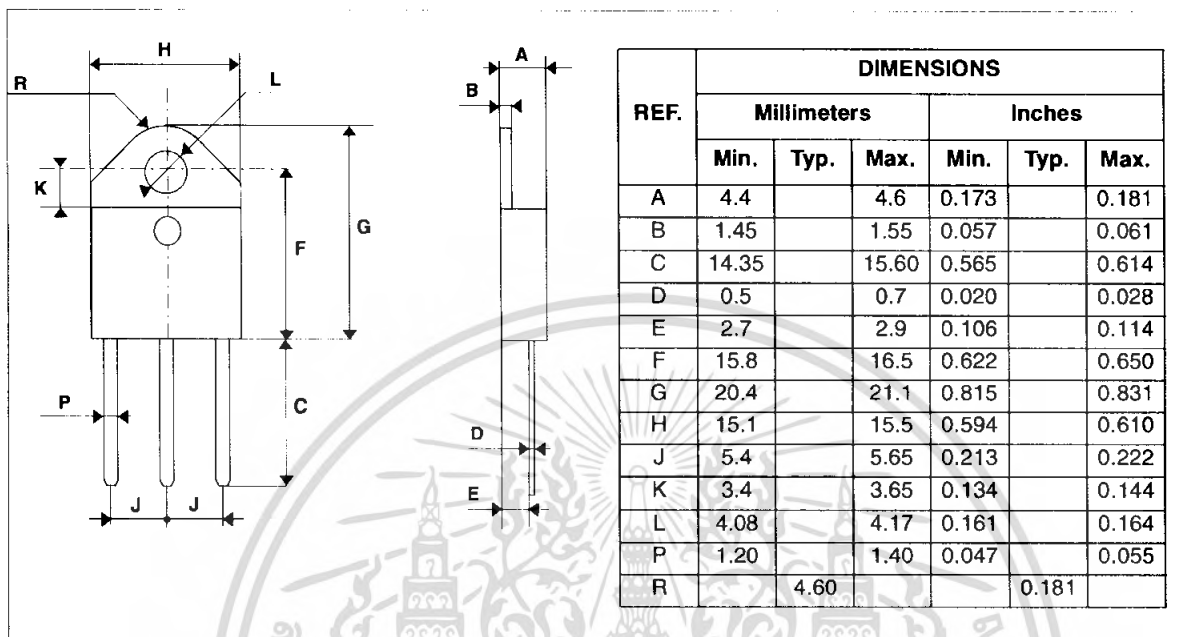 H
A
R
L
B
K
G
F
P
C
D
E
J
J
REF.
DIMENSIONS
Millimeters
Inches
Min. Typ. Max. Min. Typ. Max.
A 4.4 4.6 0.173 0.181
B 1.45 1.55 0.057 0.061
C 14.35 15.60 0.565 0.614
D 0.5 0.7 0.020 0.028
E 2.7 2.9 0.106 0.114
F 15.8 16.5 0.622 0.650
G 20.4 21.1 0.815 0.831
H 15.1 15.5 0.594 0.610
J 5.4 5.65 0.213 0.222
K 3.4 3.65 0.134 0.144
L 4.08 4.17 0.161 0.164
P 1.20 1.40 0.047 0.055
R 4.60 0.181